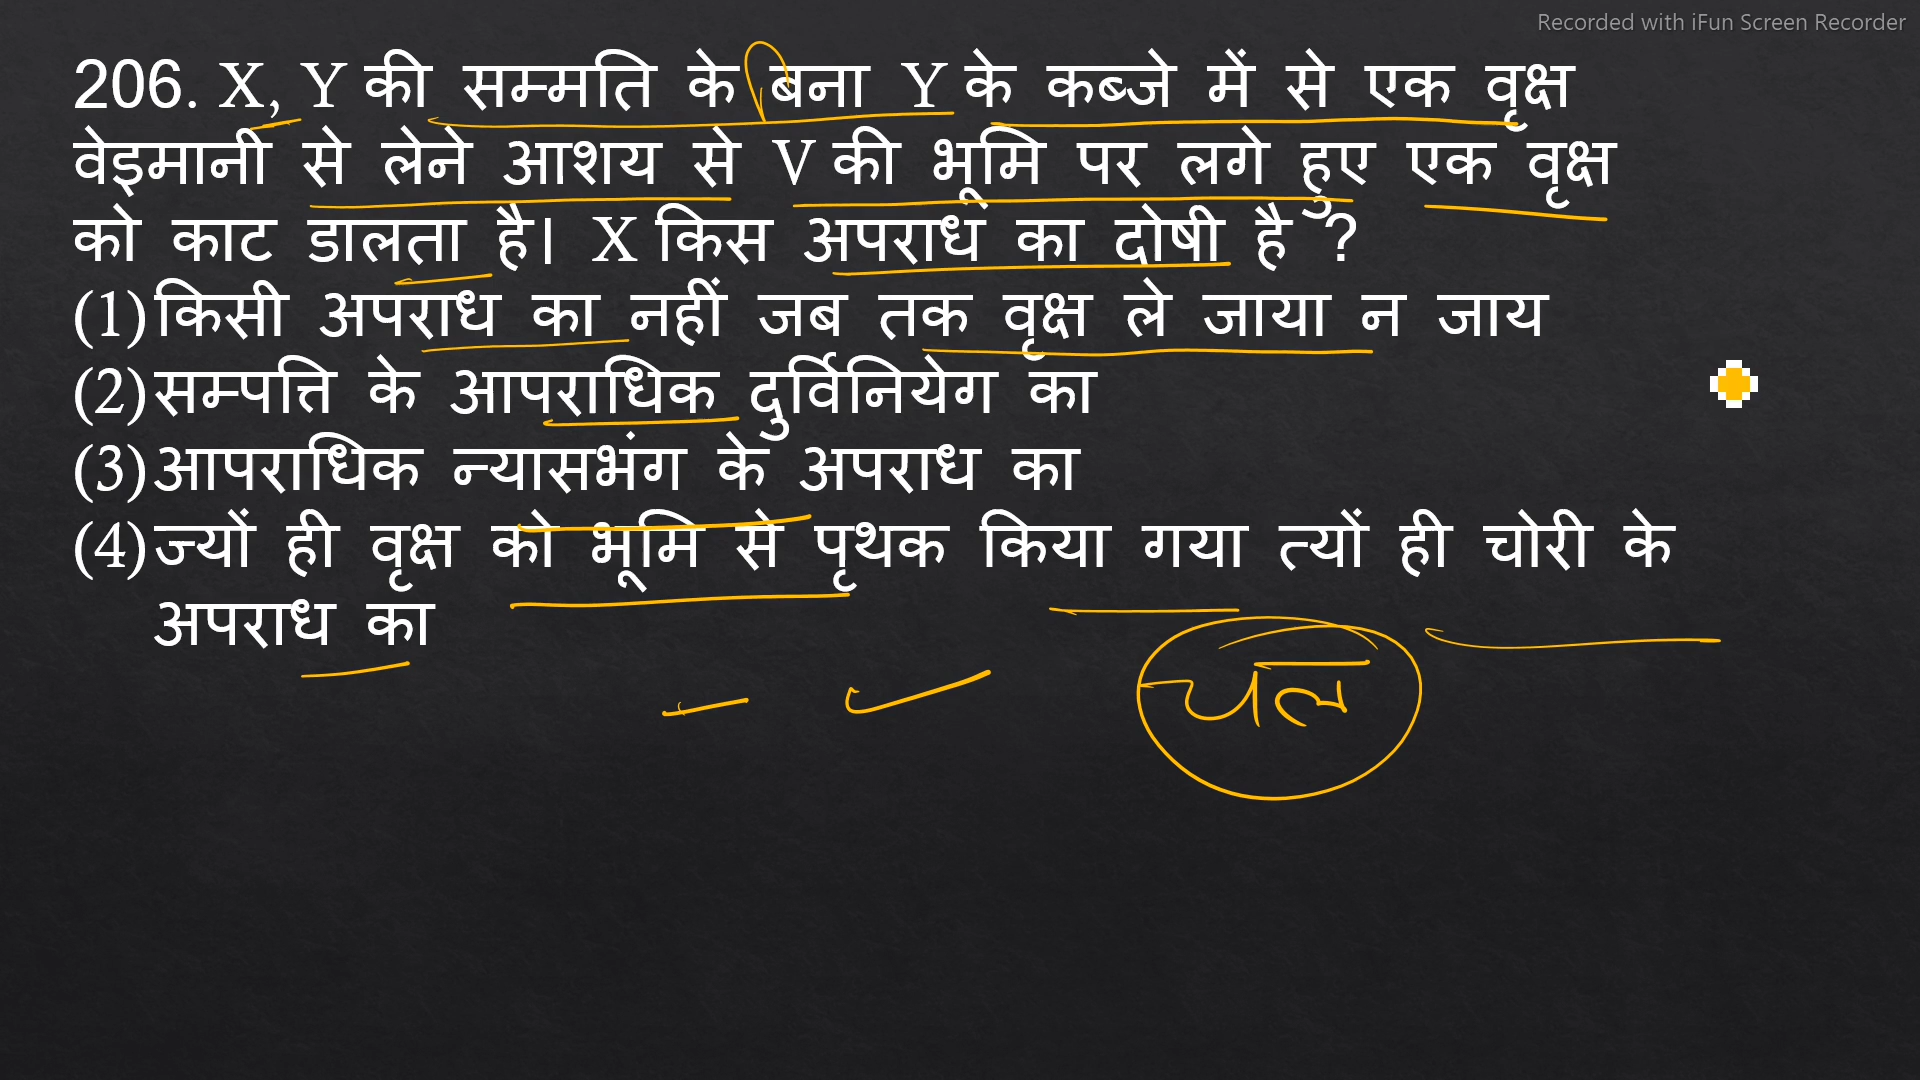 Recorded with iFun Screen Recorder
206. X, Y की सम्मति के बना Y के कब्जे में से एक वृक्ष
वेइमानी से लेने आशय से V की भूमि पर लगे हुए एक वृक्ष
को काट डालता है। X किस अपराध का दोषी है ?
(1) किसी अपराध का नहीं जब तक वृक्ष ले जाया न जाय
(2) सम्पत्ति के आपराधिक दुर्विनियेग का
(3) आपराधिक न्यासभंग के अपराध का
(4) ज्यों ही वृक्ष को भूमि से पृथक किया गया त्यों ही चोरी के
अपराध का
चल